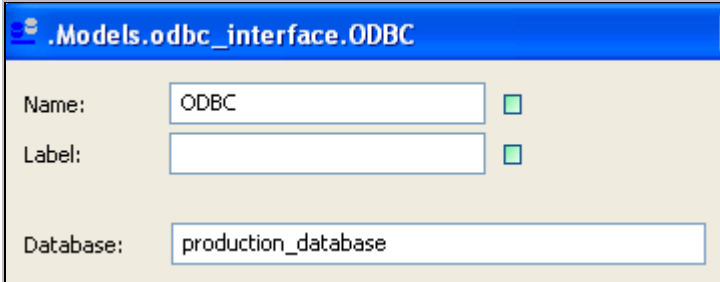 .Models.odbc_interface.ODBC
Name: ODBC
Label:
Database: production_database